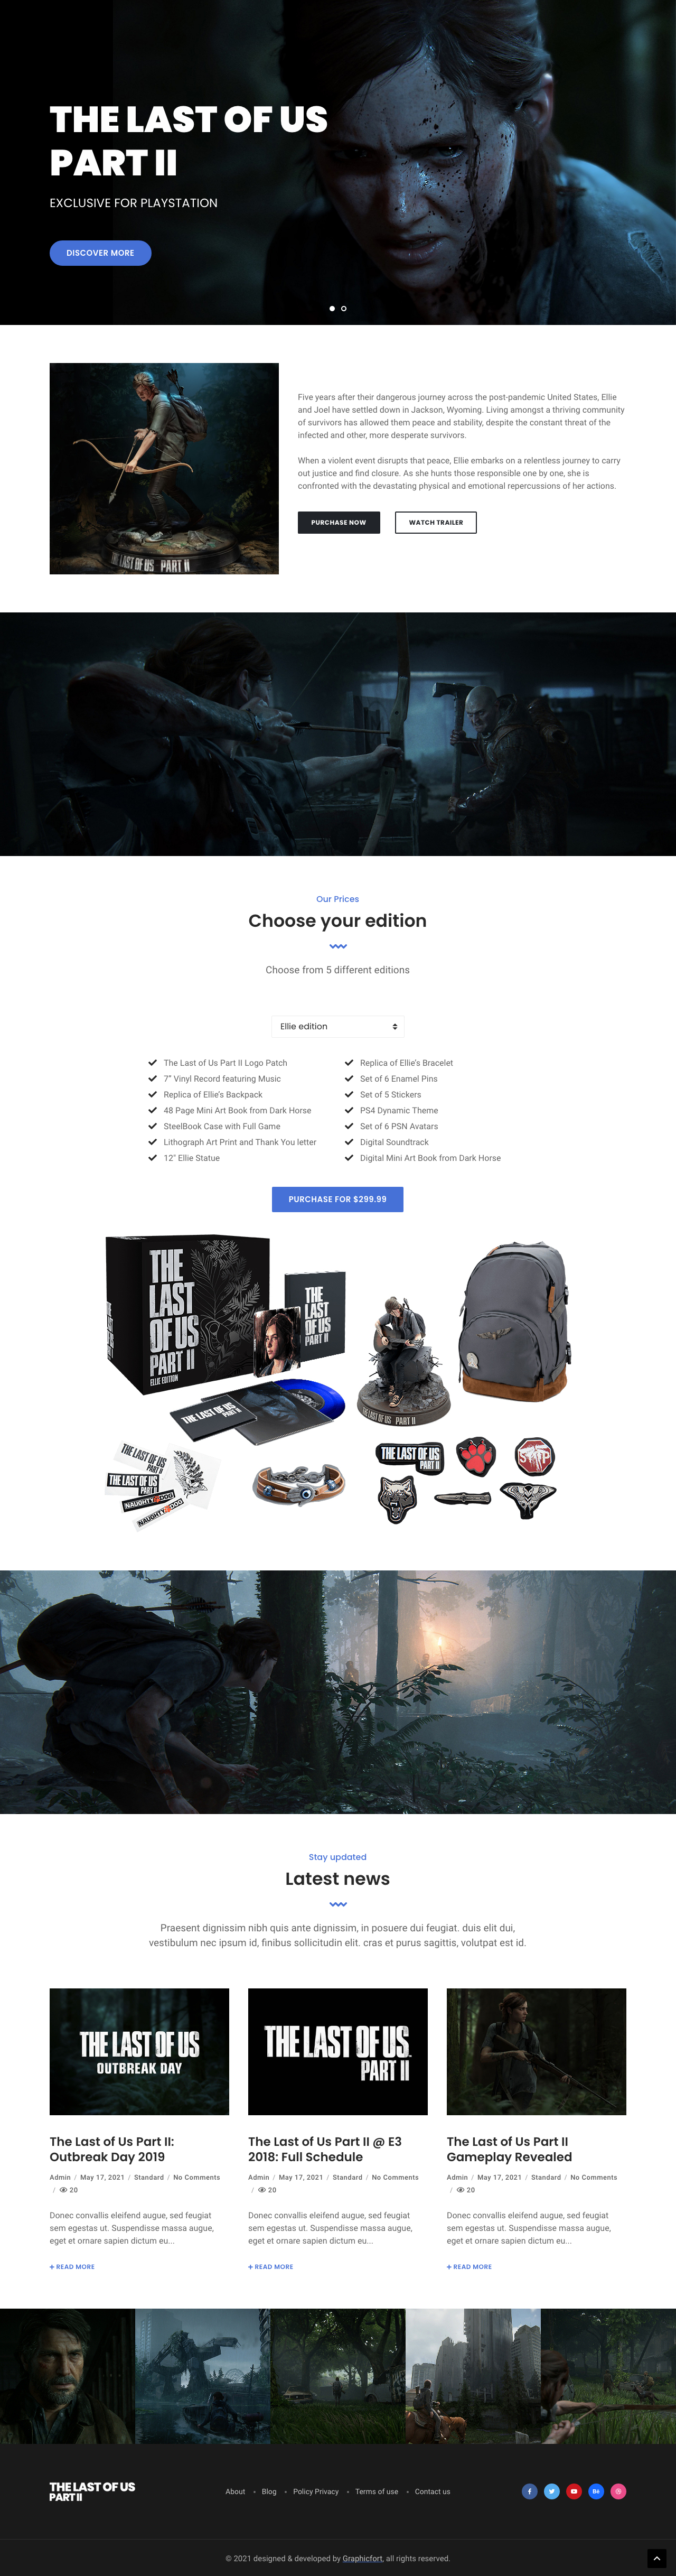 THE LAST OF US
PART II
EXCLUSIVE FOR PLAYSTATION
DISCOVER MORE
THE LAST OF US PART II
Five years after their dangerous journey across the post-pandemic United States, Ellie
and Joel have settled down in Jackson, Wyoming. Living amongst a thriving community
of survivors has allowed them peace and stability, despite the constant threat of the
infected and other, more desperate survivors.
When a violent event disrupts that peace, Ellie embarks on a relentless journey to carry
out justice and find closure. As she hunts those responsible one by one, she is
confronted with the devastating physical and emotional repercussions of her actions.
PURCHASE NOW
WATCH TRAILER
Our Prices
Choose your edition
Choose from 5 different editions
Ellie edition
The Last of Us Part II Logo Patch
7” Vinyl Record featuring Music
Replica of Ellie’s Backpack
48 Page Mini Art Book from Dark Horse
SteelBook Case with Full Game
Lithograph Art Print and Thank You letter
12" Ellie Statue
Replica of Ellie’s Bracelet
Set of 6 Enamel Pins
Set of 5 Stickers
PS4 Dynamic Theme
Set of 6 PSN Avatars
Digital Soundtrack
Digital Mini Art Book from Dark Horse
PURCHASE FOR $299.99
THE
LAST
OF US
PART II
ELLIE EDITION
THE
LAST
OF US
PART II
THE LAST OF US
PART II
THE LAST OF US PART II
THE LAST OF US
PART II
THE LAST OF US
PART II
NAUGHTY DOG
NAUGHTY DOG
THE LAST OF US
PART II
Stay updated
Latest news
Praesent dignissim nibh quis ante dignissim, in posuere dui feugiat. duis elit dui,
vestibulum nec ipsum id, finibus sollicitudin elit. cras et purus sagittis, volutpat est id.
THE LAST OF US
OUTBREAK DAY
THE LAST OF US
PART II
The Last of Us Part II:
Outbreak Day 2019
Admin / May 17, 2021 / Standard / No Comments
/ 20
Donec convallis eleifend augue, sed feugiat
sem egestas ut. Suspendisse massa augue,
eget et ornare sapien dictum eu...
+ READ MORE
The Last of Us Part II @ E3
2018: Full Schedule
Admin / May 17, 2021 / Standard / No Comments
/ 20
Donec convallis eleifend augue, sed feugiat
sem egestas ut. Suspendisse massa augue,
eget et ornare sapien dictum eu...
+ READ MORE
The Last of Us Part II
Gameplay Revealed
Admin / May 17, 2021 / Standard / No Comments
/ 20
Donec convallis eleifend augue, sed feugiat
sem egestas ut. Suspendisse massa augue,
eget et ornare sapien dictum eu...
+ READ MORE
THE LAST OF US
PART II
About • Blog • Policy Privacy • Terms of use • Contact us
Bē
© 2021 designed & developed by Graphicfort, all rights reserved.